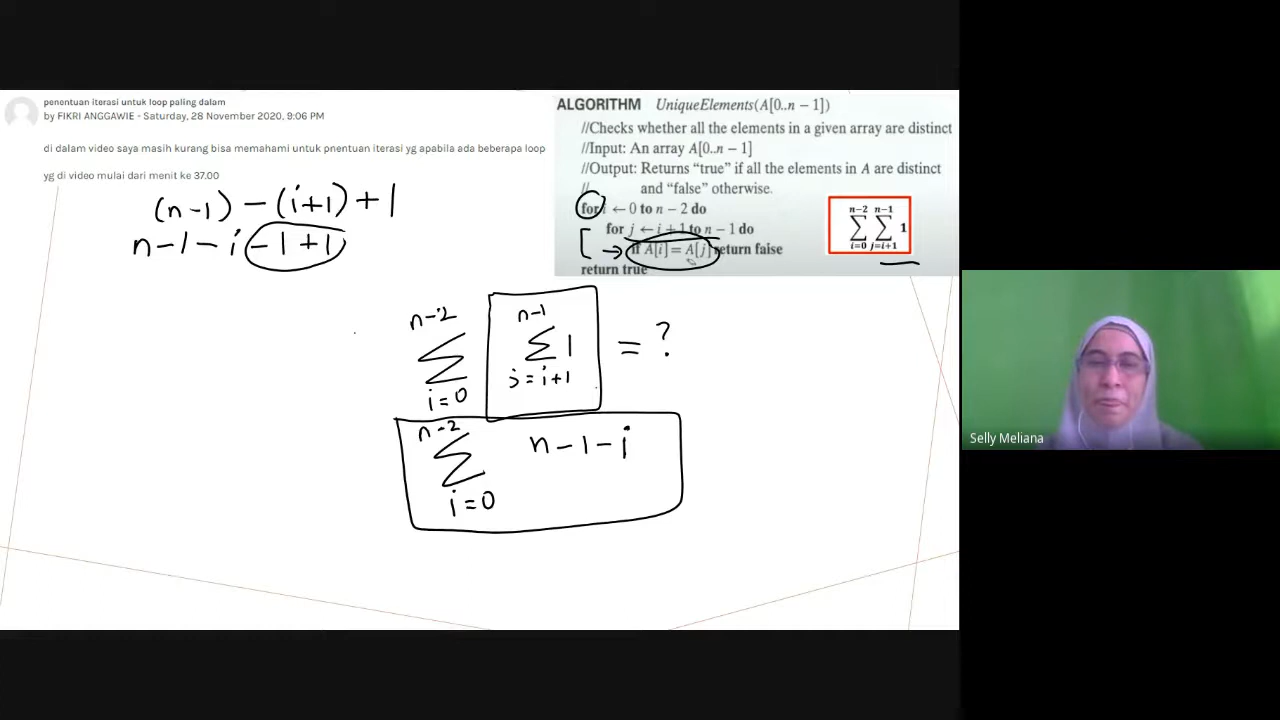 penentuan iterasi untuk loop paling dalam
by FIKRI ANGGAWIE - Saturday, 28 November 2020, 9:06 PM
di dalam video saya masih kurang bisa memahami untuk pnentuan iterasi yg apabila ada beberapa loop
yg di video mulai dari menit ke 37.00
(n-1) - (i+1) + 1
n-1-i-1+1
ALGORITHM UniqueElements(A[0..n − 1])
//Checks whether all the elements in a given array are distinct
//Input: An array A[0..n − 1]
//Output: Returns “true” if all the elements in A are distinct
// and “false” otherwise.
for i ← 0 to n − 2 do
for j ← i + 1 to n − 1 do
if A[i] = A[j] return false
return true
n−2 n−1
∑ ∑ 1
i=0 j=i+1
n-2 n-1
∑ ∑ 1 = ?
i=0 j=i+1
n-2
∑ n-1-i
i=0
Selly Meliana